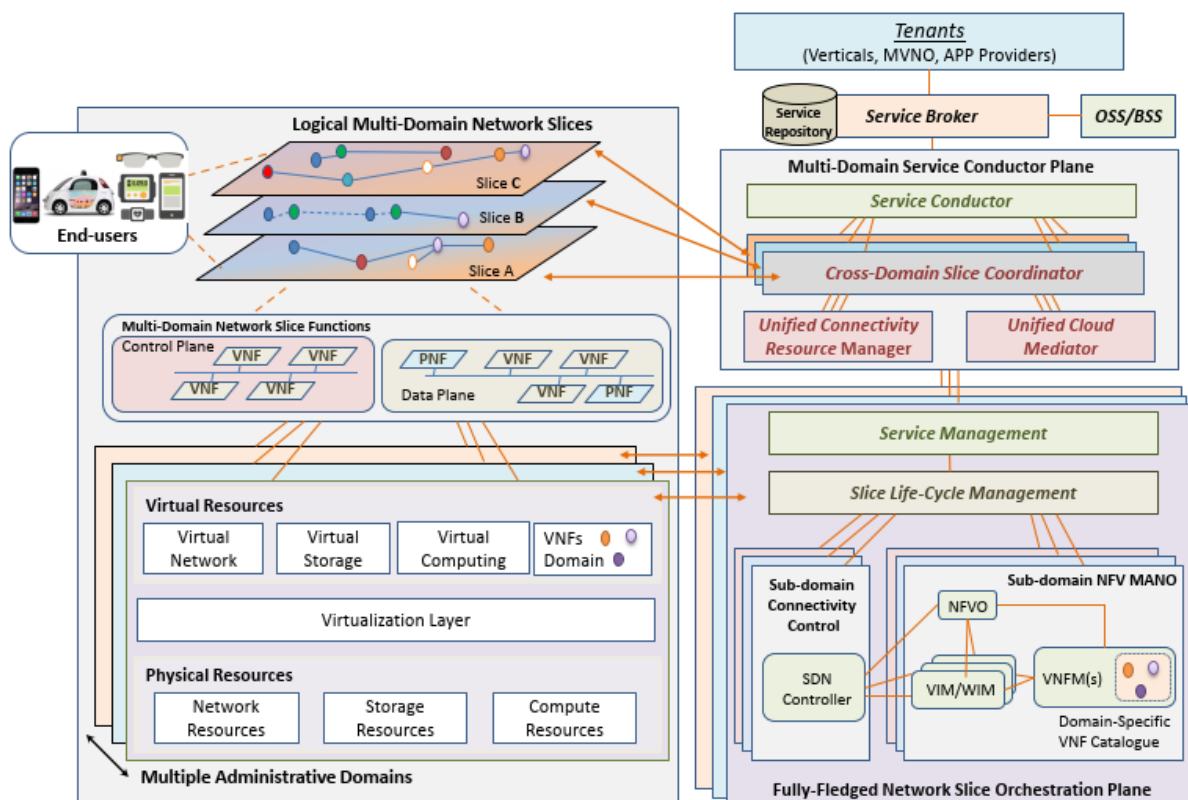 Tenants
(Verticals, MVNO, APP Providers)
Service
Repository
Service Broker
OSS/BSS
Logical Multi-Domain Network Slices
End-users
Slice C
Slice B
Slice A
Multi-Domain Service Conductor Plane
Service Conductor
Cross-Domain Slice Coordinator
Unified Connectivity
Resource Manager
Unified Cloud
Mediator
Multi-Domain Network Slice Functions
Control Plane
VNF
VNF
VNF
VNF
PNF
VNF
VNF
VNF
PNF
Data Plane
Service Management
Slice Life-Cycle Management
Virtual Resources
Virtual
Network
Virtual
Storage
Virtual
Computing
VNFs
Domain
Virtualization Layer
Physical Resources
Network
Resources
Storage
Resources
Compute
Resources
Multiple Administrative Domains
Sub-domain
Connectivity
Control
SDN
Controller
Sub-domain NFV MANO
NFVO
VIM/WIM
VNFM(s)
Domain-Specific
VNF Catalogue
Fully-Fledged Network Slice Orchestration Plane